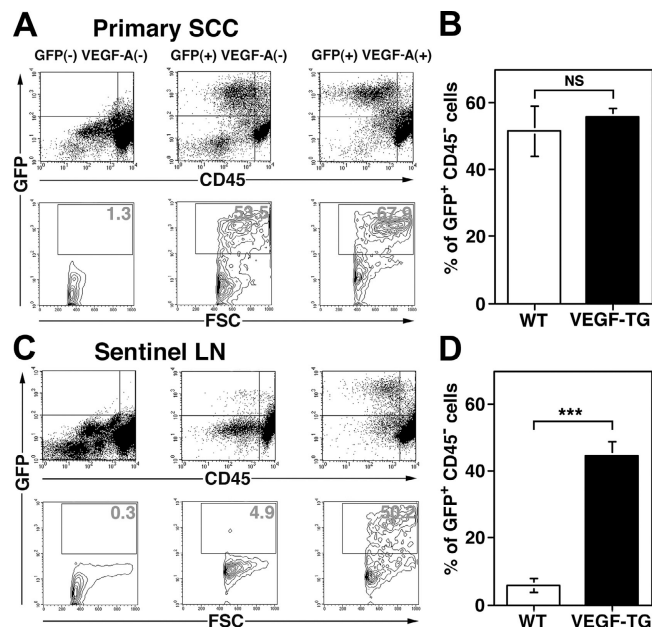 A Primary SCC
GFP(-) VEGF-A(-) GFP(+) VEGF-A(-) GFP(+) VEGF-A(+)
GFP
CD45
1.3 53.5 67.9
FSC
B
% of GFP+ CD45- cells
60
40
20
0
NS
WT VEGF-TG
C Sentinel LN
GFP
CD45
0.3 4.9 50.2
FSC
D
% of GFP+ CD45- cells
60
40
20
0
***
WT VEGF-TG